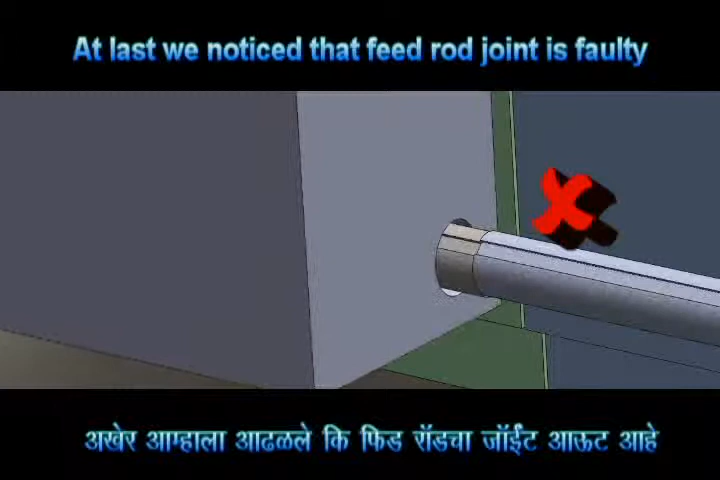 At last we noticed that feed rod joint is faulty
अखेर आम्हाला आढळले कि फिड रॉडचा जॉईंट आऊट आहे